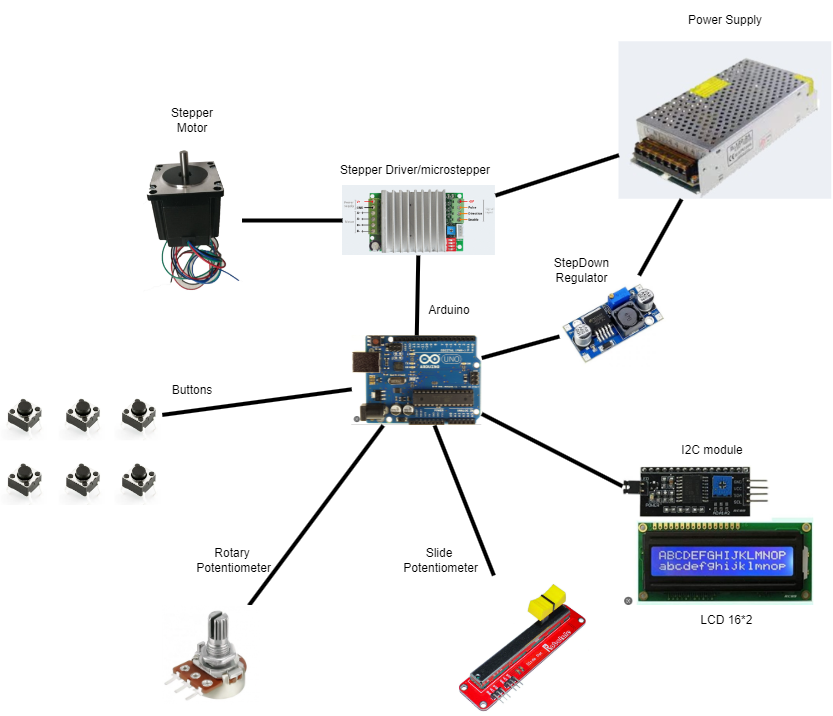 Power Supply
Stepper
Motor
Stepper Driver/microstepper
StepDown
Regulator
Arduino
UNO
ARDUINO
Buttons
I2C module
ABCDEFGHIJKLMNOP
abcdefghijklmnop
LCD 16*2
Rotary
Potentiometer
Slide
Potentiometer